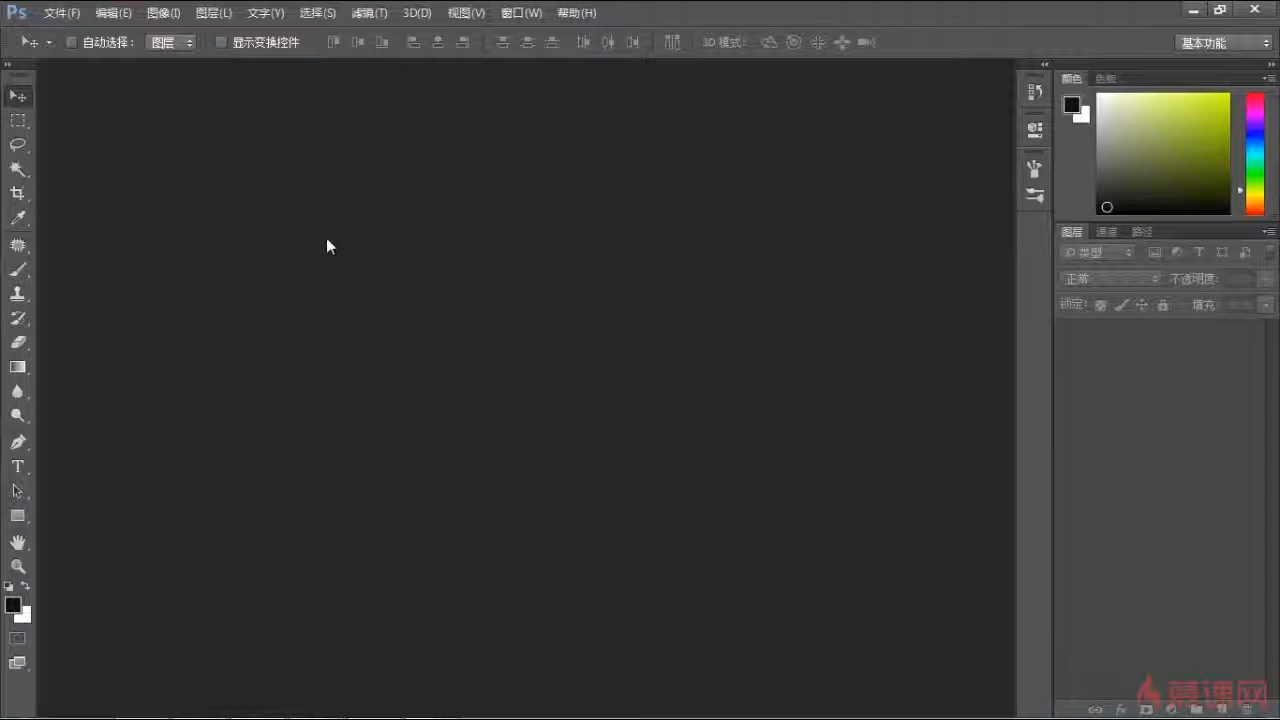 Ps 文件(F) 编辑(E) 图像(I) 图层(L) 文字(Y) 选择(S) 滤镜(T) 3D(D) 视图(V) 窗口(W) 帮助(H)
自动选择： 图层 显示变换控件 3D 模式： 基本功能
颜色 色板
图层 通道 路径
类型
正常 不透明度:
锁定: 填充
慕课网